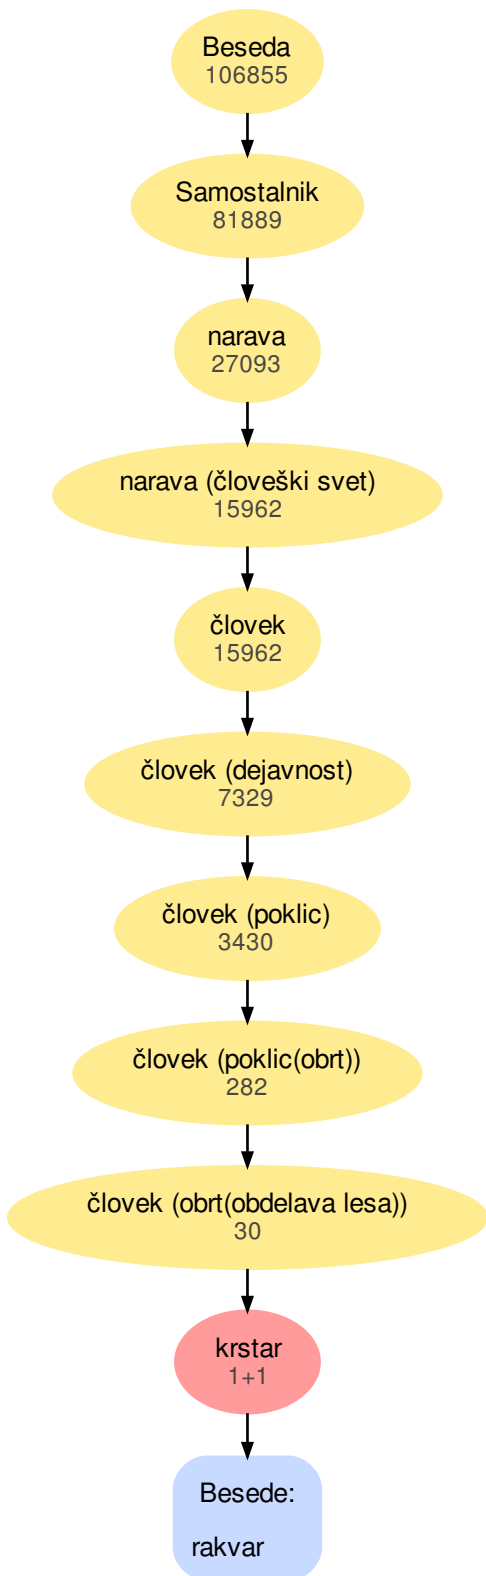 Beseda
106855
Samostalnik
81889
narava
27093
narava (človeški svet)
15962
človek
15962
človek (dejavnost)
7329
človek (poklic)
3430
človek (poklic(obrt))
282
človek (obrt(obdelava lesa))
30
krstar
1+1
Besede:
rakvar